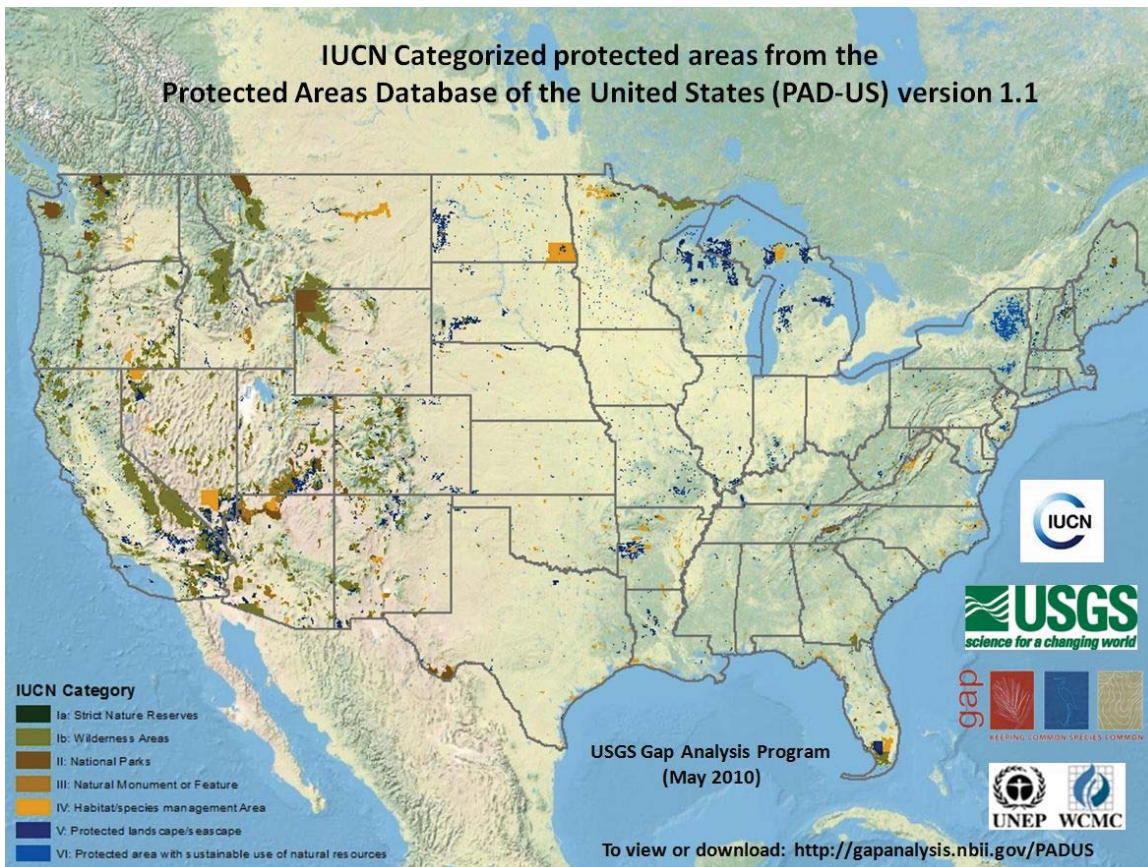 IUCN Categorized protected areas from the
Protected Areas Database of the United States (PAD-US) version 1.1
IUCN
USGS
science for a changing world
gap
KEEPING COMMON SPECIES COMMON
IUCN Category
Ia: Strict Nature Reserves
Ib: Wilderness Areas
II: National Parks
III: Natural Monument or Feature
IV: Habitat/species management Area
V: Protected landscape/seascape
VI: Protected area with sustainable use of natural resources
USGS Gap Analysis Program
(May 2010)
UNEP WCMC
To view or download: http://gapanalysis.nbii.gov/PADUS